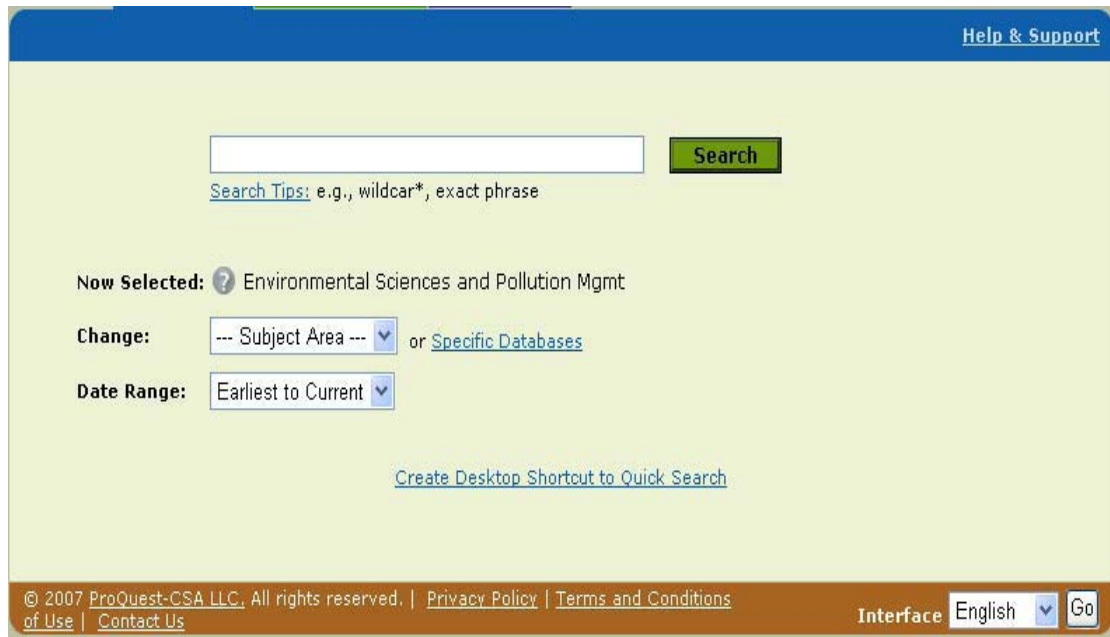 Help & Support
Search
Search Tips: e.g., wildcar*, exact phrase
Now Selected: ? Environmental Sciences and Pollution Mgmt
Change: --- Subject Area --- or Specific Databases
Date Range: Earliest to Current
Create Desktop Shortcut to Quick Search
© 2007 ProQuest-CSA LLC. All rights reserved. | Privacy Policy | Terms and Conditions
of Use | Contact Us
Interface English Go